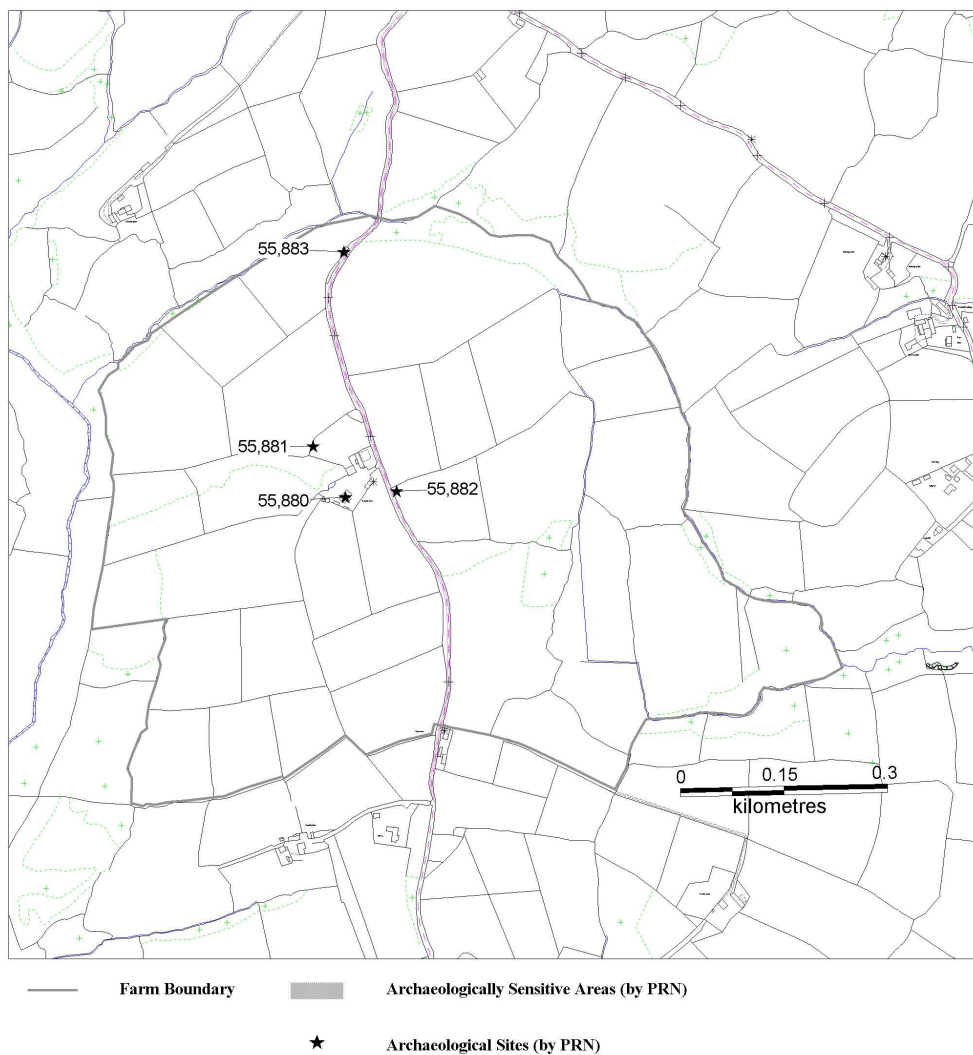 55,883
55,881
55,880
55,882
0 0.15 0.3
kilometres
Farm Boundary
Archaeologically Sensitive Areas (by PRN)
Archaeological Sites (by PRN)